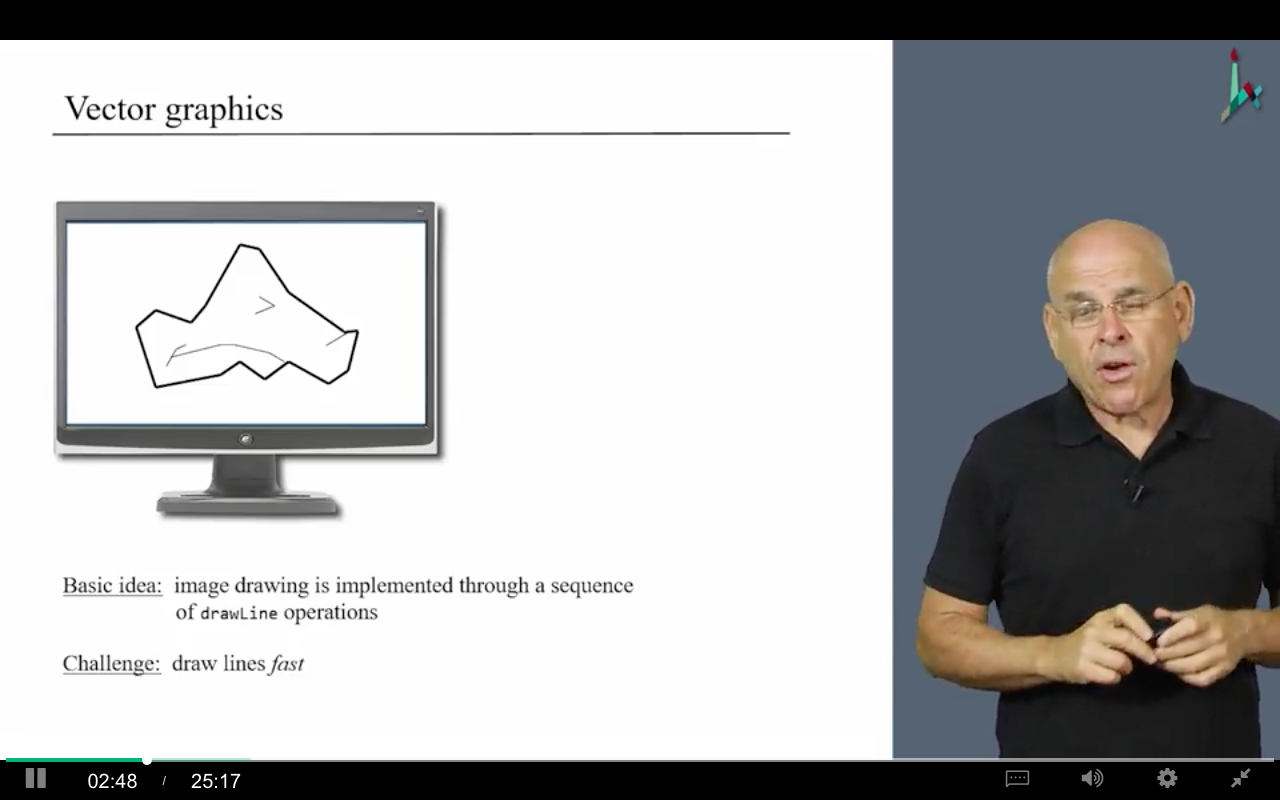 Vector graphics
Basic idea: image drawing is implemented through a sequence
of drawLine operations
Challenge: draw lines fast
02:48 / 25:17